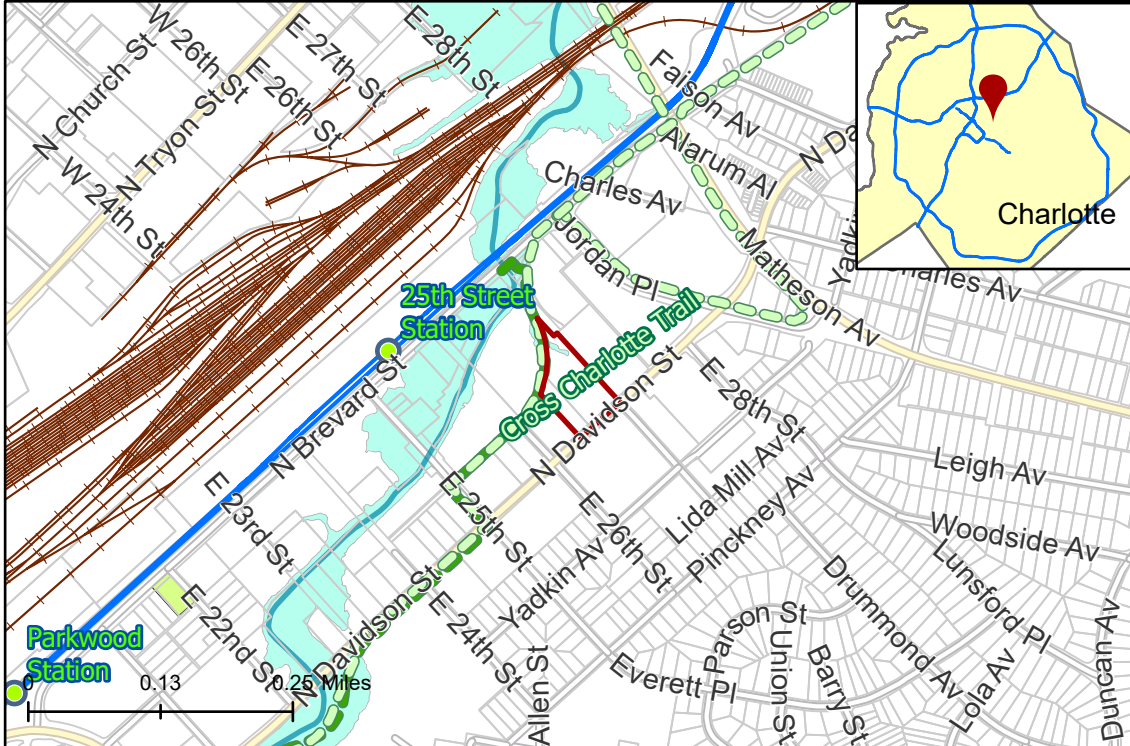 W 26th St
E 27th St
E 28th St
N Church St
E 26th St
N Tryon St
W 24th St
Faison Av
Alarum Al
N Da
Charles Av
Jordan Pl
Matheson Av
Charlotte
Charles Av
25th Street
Station
Cross Charlotte Trail
N Brevard St
N Davidson St
E 28th St
Leigh Av
Lida Mill Av
Pinckney Av
E 23rd St
E 25th St
E 26th St
Yadkin Av
Woodside Av
Lunsford Pl
Drummond Av
E 22nd St
N Davidson St
E 24th St
Parson St
Union St
Barry St
Lola Av
Duncan Av
Everett Pl
Allen St
Parkwood
Station
0 0.13 0.25 Miles